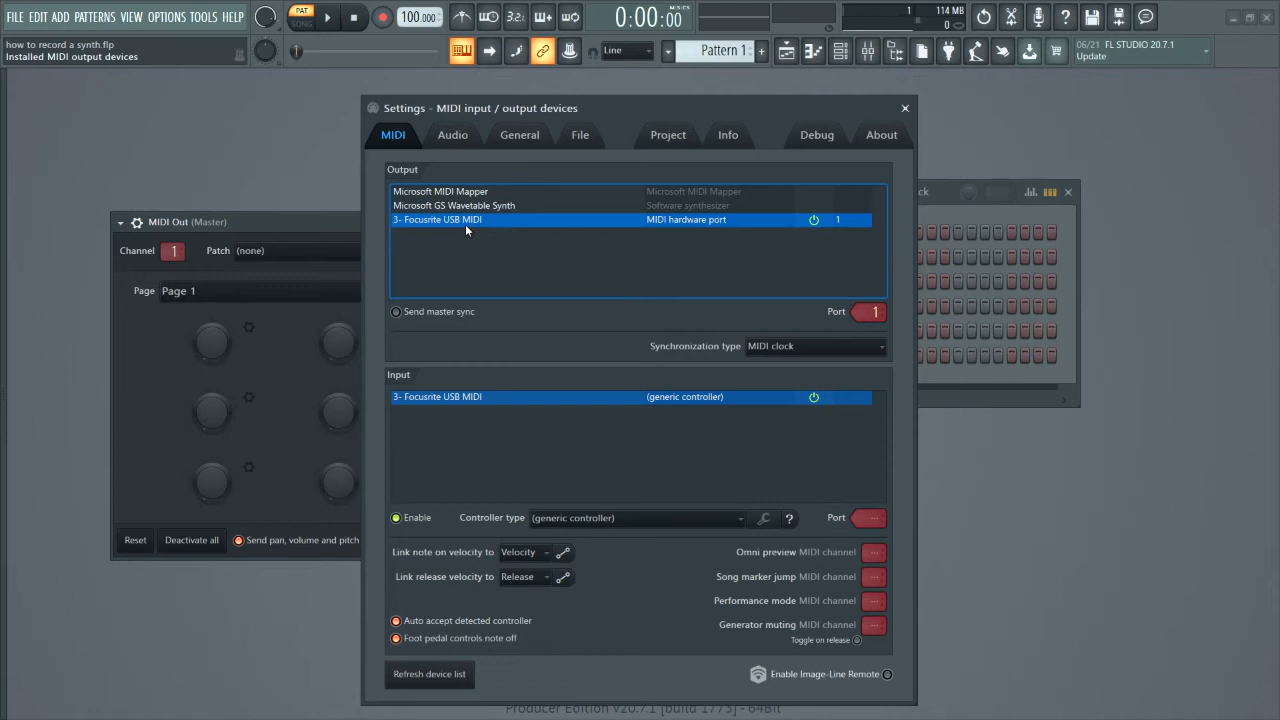 FILE EDIT ADD PATTERNS VIEW OPTIONS TOOLS HELP
PAT
SONG
100.000
3.2.
0:00:00
M:S:CS
1
114 MB
0
how to record a synth.flp
Installed MIDI output devices
Line
Pattern 1
06/21 FL STUDIO 20.7.1
Update
Settings - MIDI input / output devices
MIDI
Audio
General
File
Project
Info
Debug
About
Output
Microsoft MIDI Mapper Microsoft MIDI Mapper
Microsoft GS Wavetable Synth Software synthesizer
3- Focusrite USB MIDI MIDI hardware port 1
Send master sync
Port 1
Synchronization type MIDI clock
Input
3- Focusrite USB MIDI (generic controller)
Enable
Controller type (generic controller)
?
Port ---
Link note on velocity to Velocity
Omni preview MIDI channel ---
Link release velocity to Release
Song marker jump MIDI channel ---
Performance mode MIDI channel ---
Auto accept detected controller
Generator muting MIDI channel ---
Foot pedal controls note off
Toggle on release
Refresh device list
Enable Image-Line Remote
MIDI Out (Master)
Channel 1 Patch (none)
Page Page 1
Reset
Deactivate all
Send pan, volume and pitch
ck
Producer Edition v20.7.1 [build 1773] - 64Bit